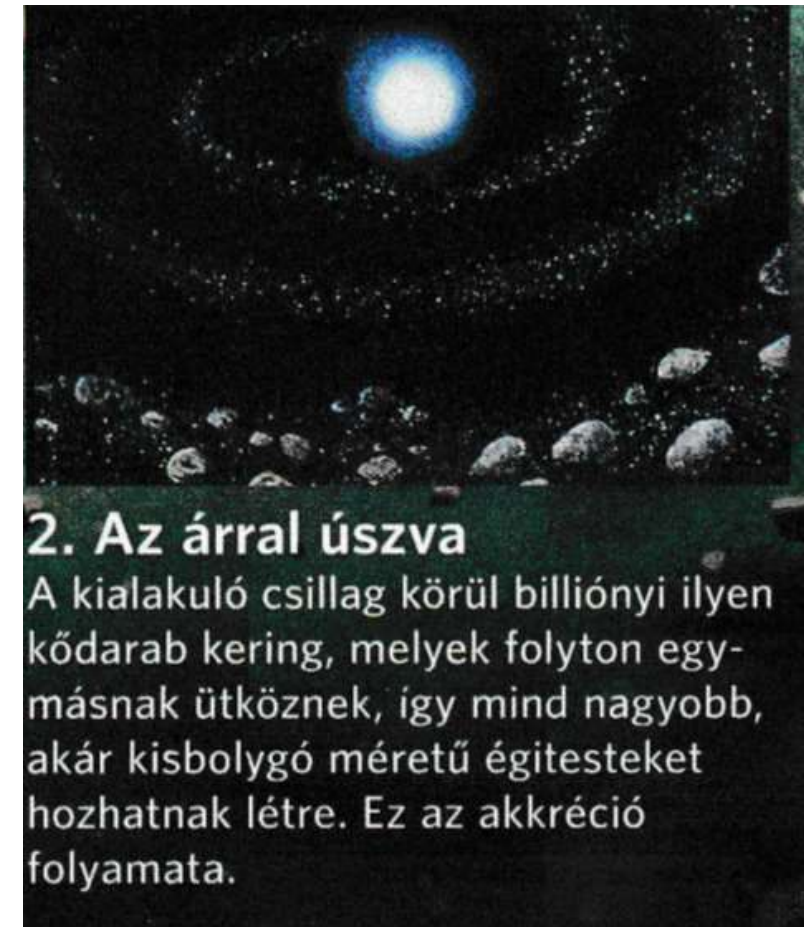 2. Az árral úszva
A kialakuló csillag körül billiónyi ilyen
kődarab kering, melyek folyton egy-
másnak ütköznek, így mind nagyobb,
akár kisbolygó méretű égitesteket
hozhatnak létre. Ez az akkréció
folyamata.